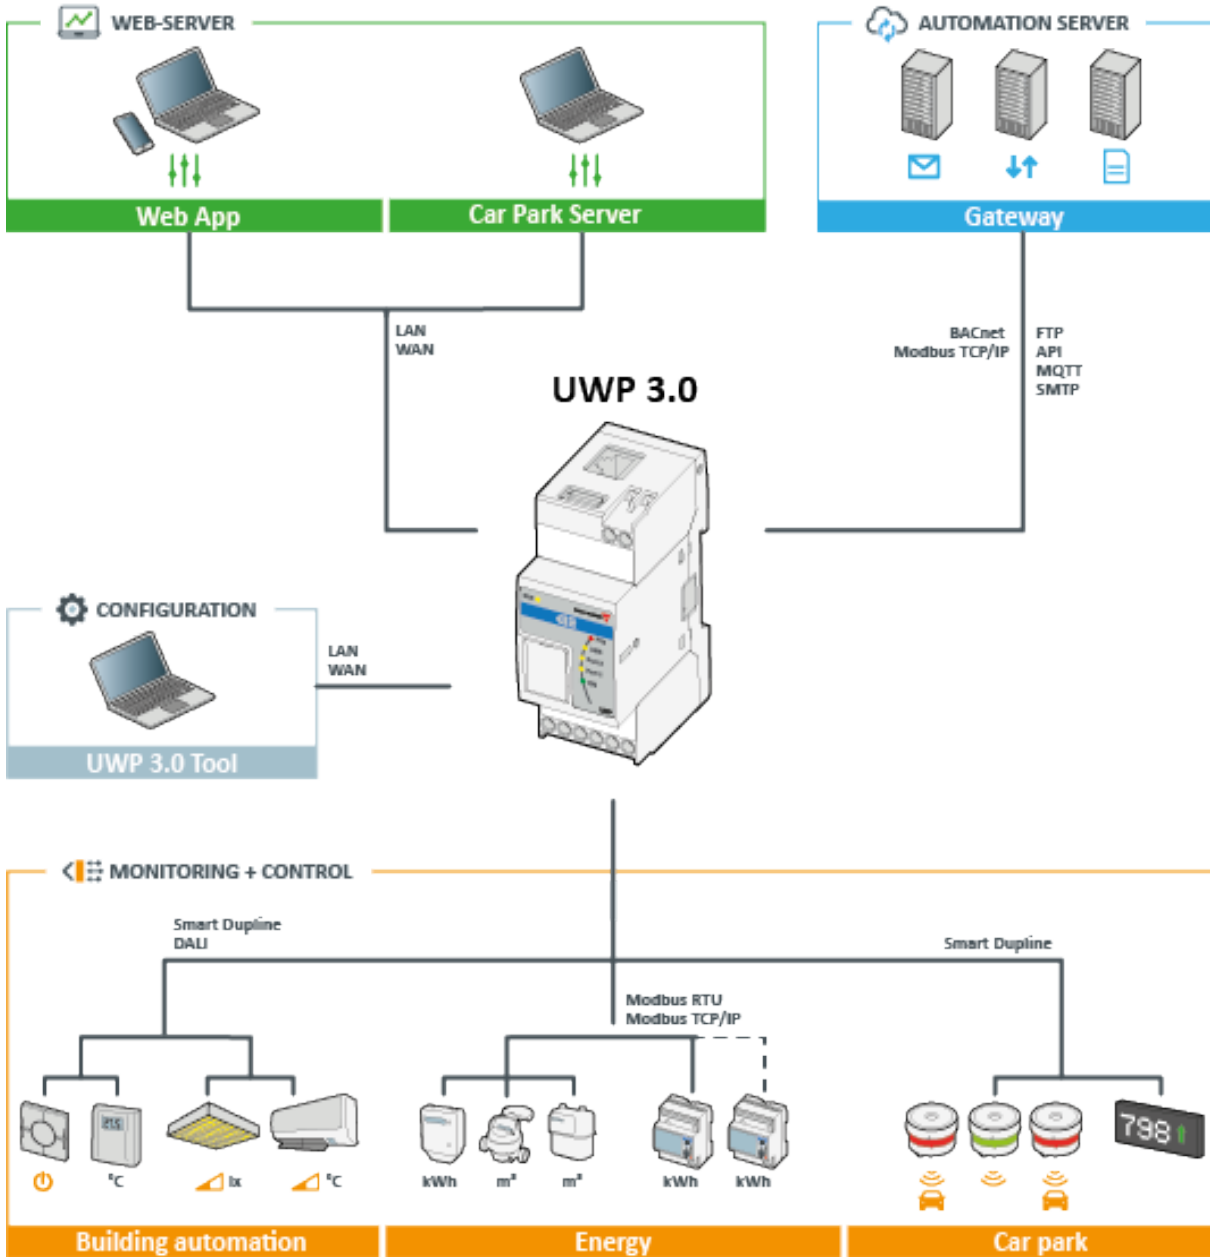 WEB-SERVER
AUTOMATION SERVER
Web App
Car Park Server
Gateway
LAN
WAN
BACnet
Modbus TCP/IP
FTP
API
MQTT
SMTP
UWP 3.0
CONFIGURATION
LAN
WAN
UWP 3.0 Tool
MONITORING + CONTROL
Smart Dupline
DALI
Smart Dupline
Modbus RTU
Modbus TCP/IP
798
°C
lx
°C
kWh
m³
m³
kWh
kWh
Building automation
Energy
Car park